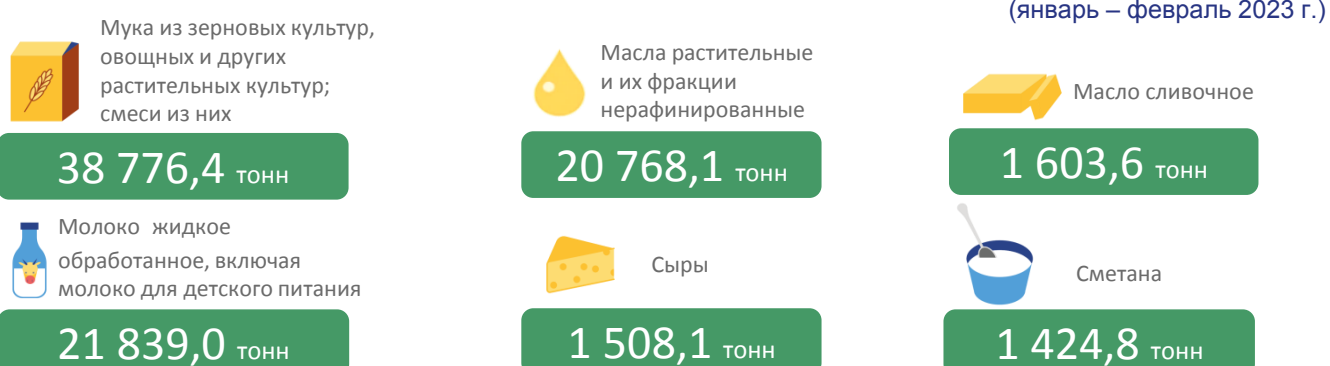 (январь – февраль 2023 г.)
Мука из зерновых культур,
овощных и других
растительных культур;
смеси из них
38 776,4 тонн
Масла растительные
и их фракции
нерафинированные
20 768,1 тонн
Масло сливочное
1 603,6 тонн
Молоко жидкое
обработанное, включая
молоко для детского питания
21 839,0 тонн
Сыры
1 508,1 тонн
Сметана
1 424,8 тонн